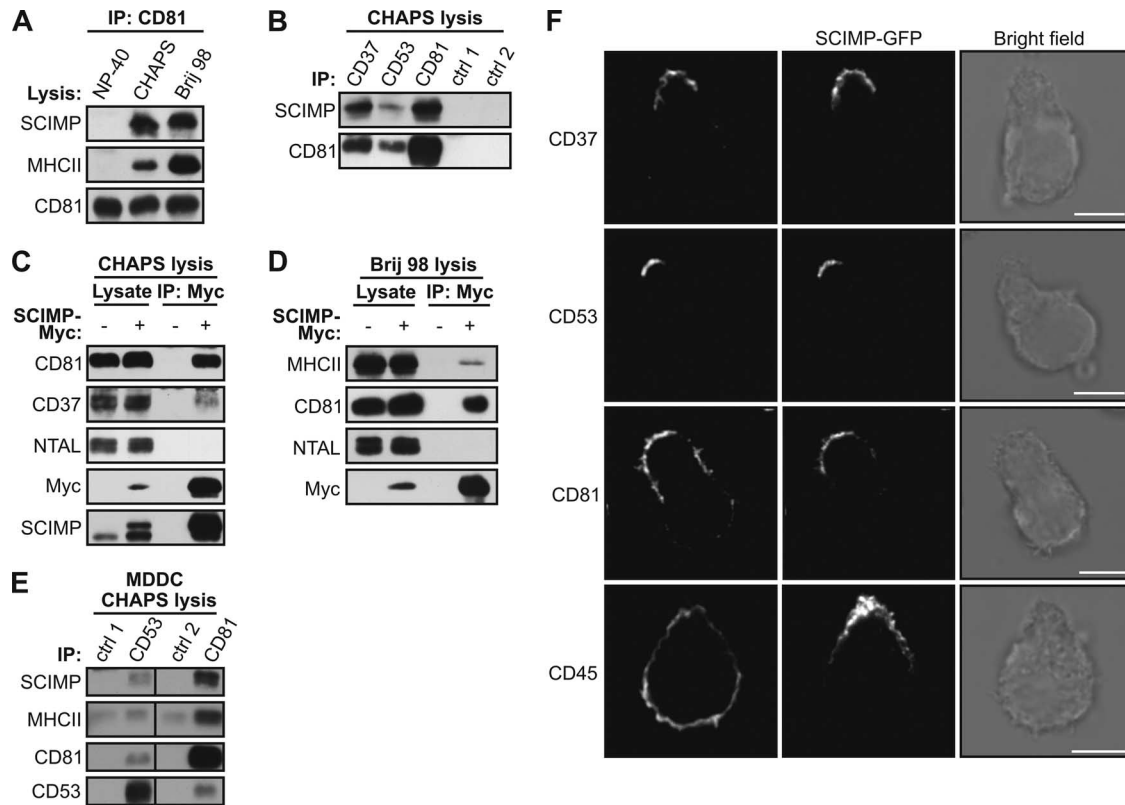 A
IP: CD81
Lysis:
NP-40
CHAPS
Brij 98
SCIMP
MHCII
CD81
B
CHAPS lysis
IP:
CD37
CD53
CD81
ctrl 1
ctrl 2
SCIMP
CD81
C
CHAPS lysis
Lysate IP: Myc
SCIMP-
Myc: - + - +
CD81
CD37
NTAL
Myc
SCIMP
D
Brij 98 lysis
Lysate IP: Myc
SCIMP-
Myc: - + - +
MHCII
CD81
NTAL
Myc
E
MDDC
CHAPS lysis
IP:
ctrl 1
CD53
ctrl 2
CD81
SCIMP
MHCII
CD81
CD53
F
SCIMP-GFP Bright field
CD37
CD53
CD81
CD45